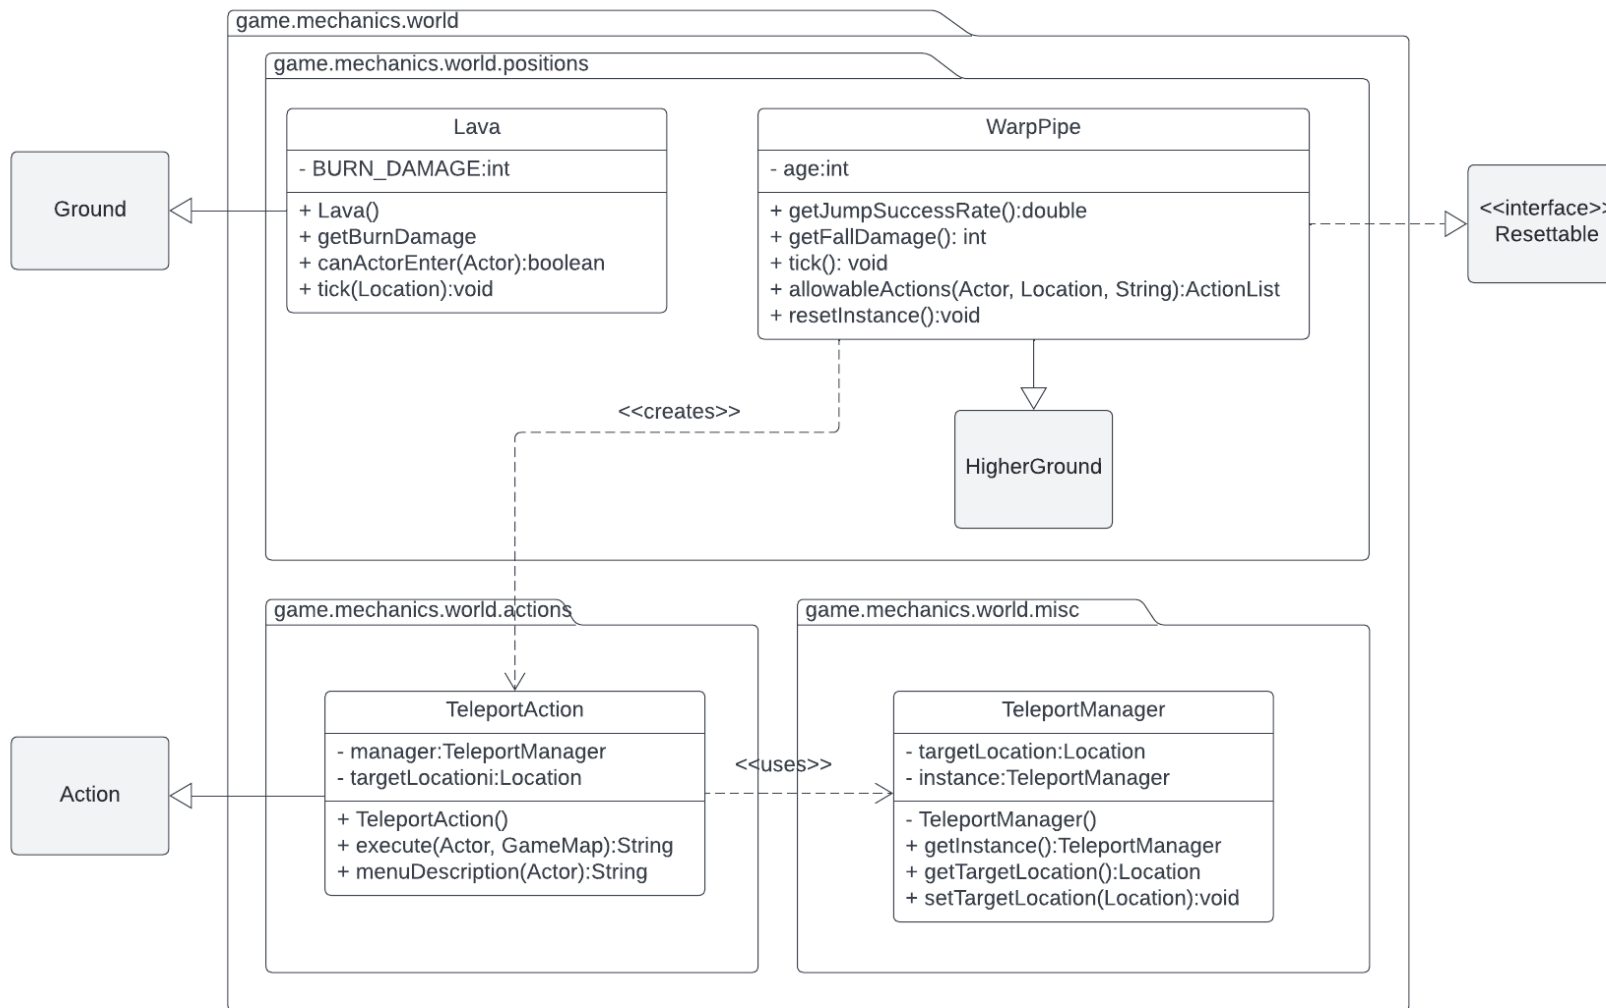 game.mechanics.world
game.mechanics.world.positions
Lava
- BURN_DAMAGE:int
+ Lava()
+ getBurnDamage
+ canActorEnter(Actor):boolean
+ tick(Location):void
WarpPipe
- age:int
+ getJumpSuccessRate():double
+ getFallDamage(): int
+ tick(): void
+ allowableActions(Actor, Location, String):ActionList
+ resetInstance():void
Ground
<<interface>>
Resettable
<<creates>>
HigherGround
game.mechanics.world.actions
game.mechanics.world.misc
TeleportAction
- manager:TeleportManager
- targetLocationi:Location
+ TeleportAction()
+ execute(Actor, GameMap):String
+ menuDescription(Actor):String
<<uses>>
TeleportManager
- targetLocation:Location
- instance:TeleportManager
- TeleportManager()
+ getInstance():TeleportManager
+ getTargetLocation():Location
+ setTargetLocation(Location):void
Action